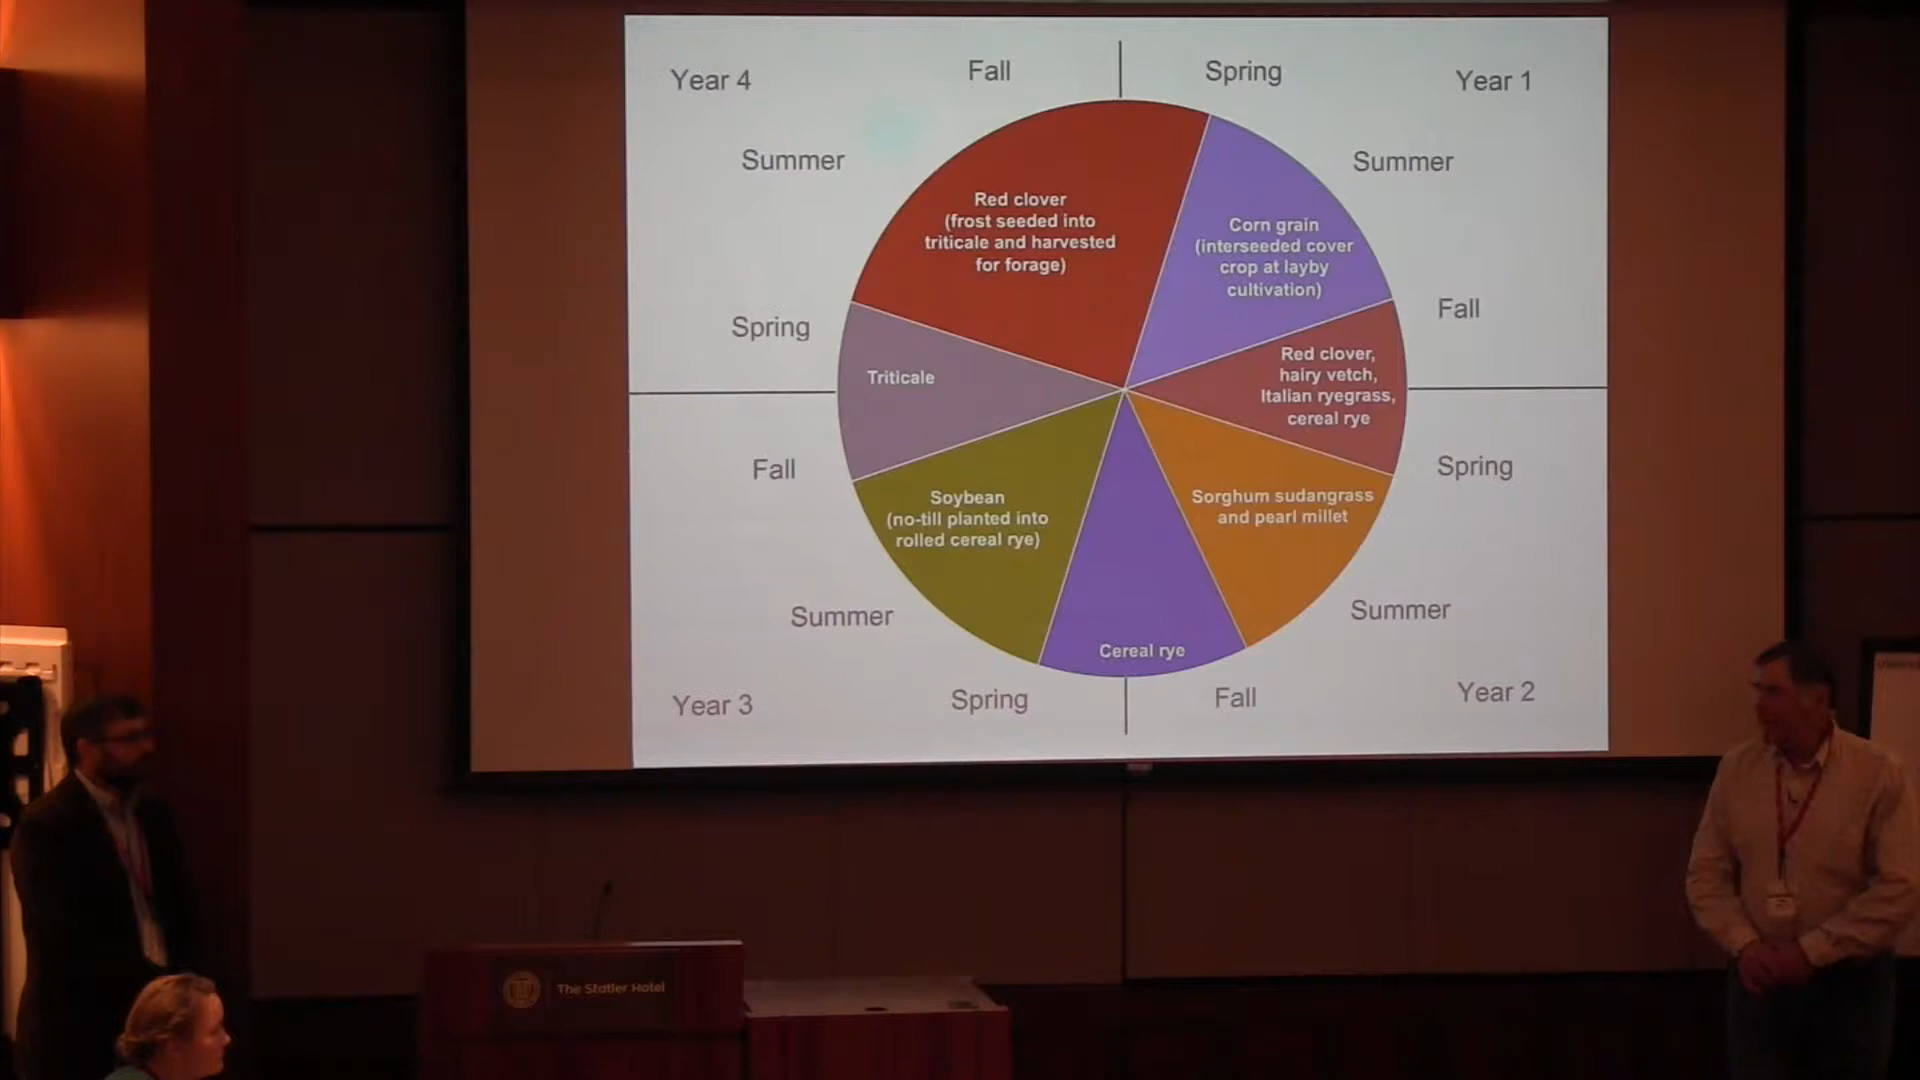 Year 4
Fall
Spring
Year 1
Summer
Summer
Red clover
(frost seeded into
triticale and harvested
for forage)
Corn grain
(interseeded cover
crop at layby
cultivation)
Spring
Fall
Triticale
Red clover,
hairy vetch,
Italian ryegrass,
cereal rye
Fall
Spring
Soybean
(no-till planted into
rolled cereal rye)
Sorghum sudangrass
and pearl millet
Summer
Summer
Cereal rye
Year 3
Spring
Fall
Year 2
The Statler Hotel